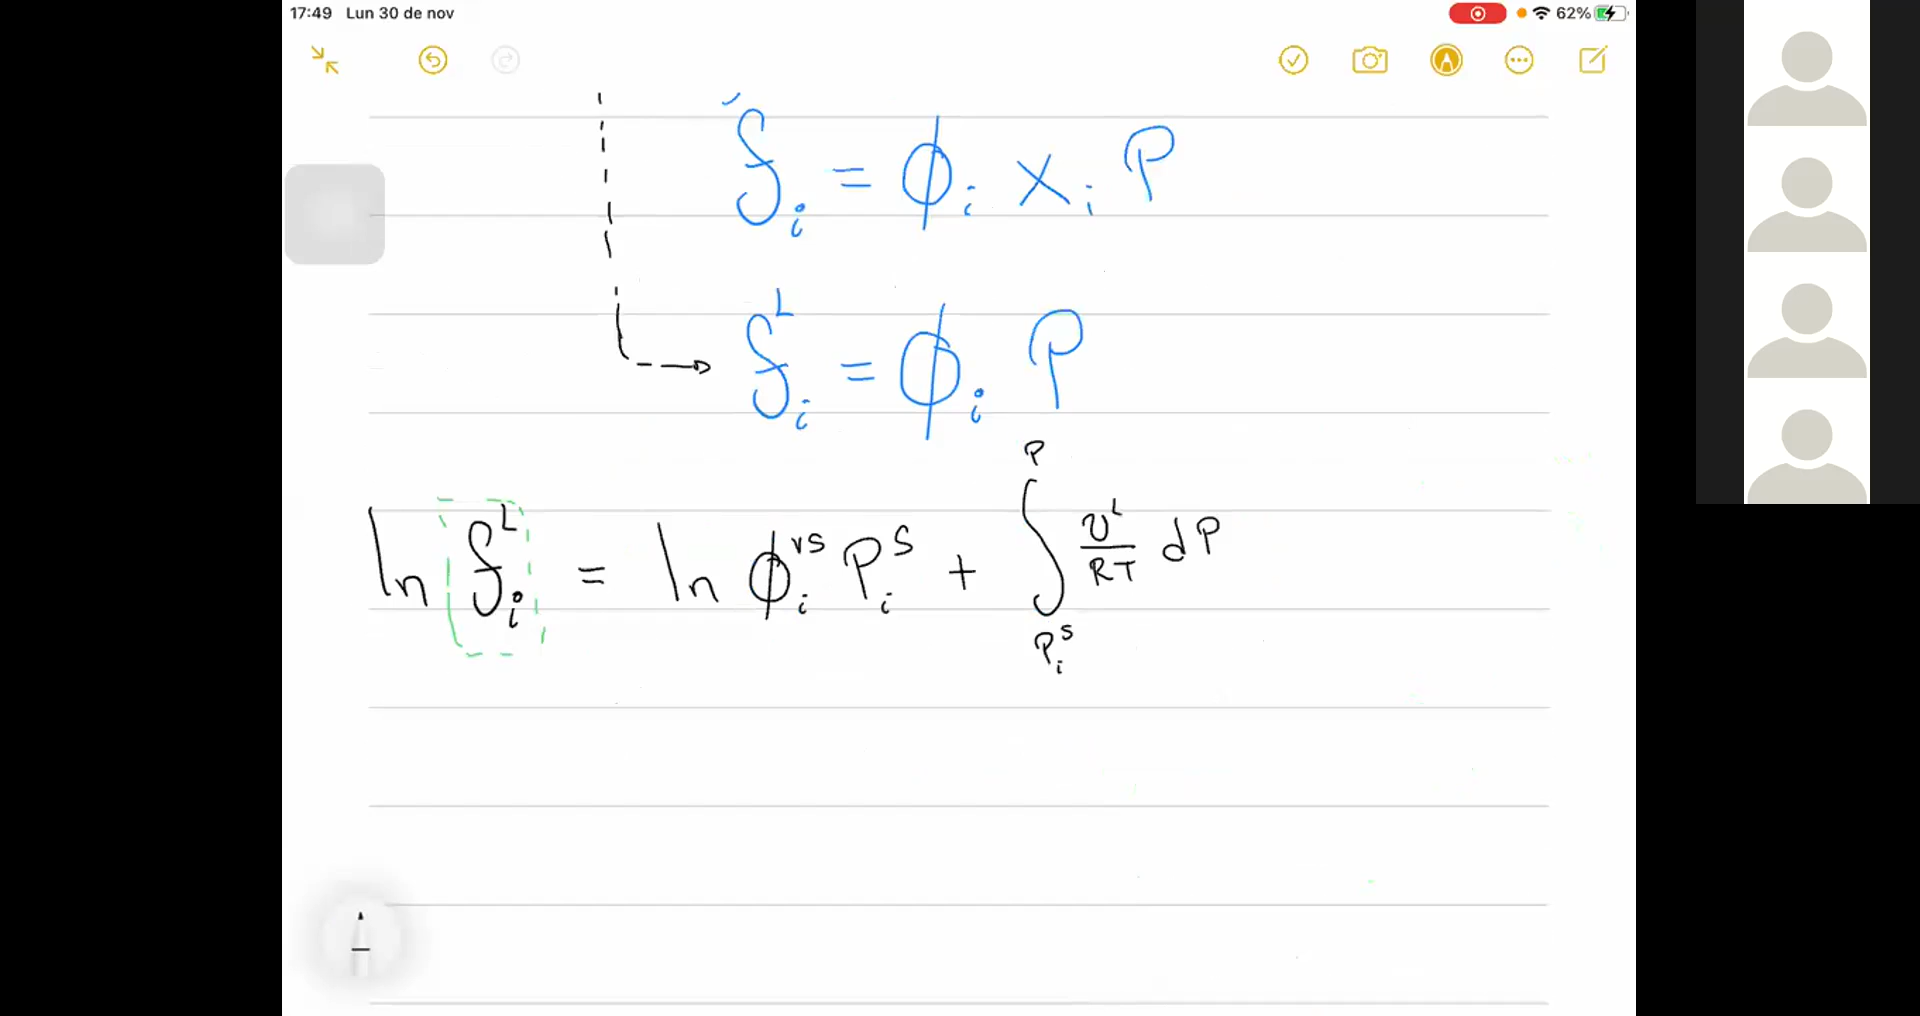 17:49 Lun 30 de nov 62%
f_i = ϕ_i x_i P
f_i^L = ϕ_i P
ln f_i^L = ln ϕ_i^{vs} P_i^s + ∫_{P_i^s}^{P} v^L/RT dP